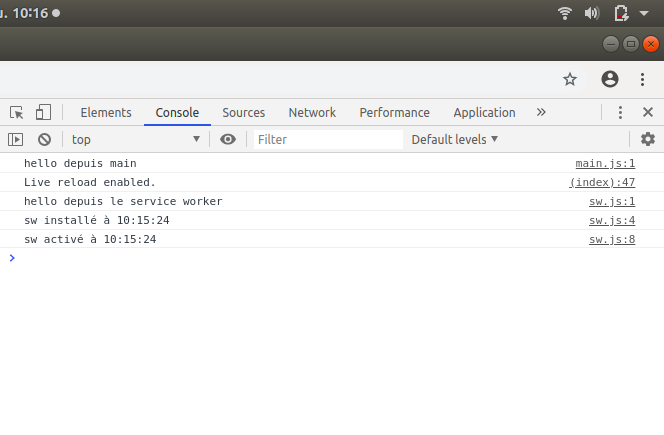 . 10:16
Elements Console Sources Network Performance Application »
top Filter Default levels
hello depuis main main.js:1
Live reload enabled. (index):47
hello depuis le service worker sw.js:1
sw installé à 10:15:24 sw.js:4
sw activé à 10:15:24 sw.js:8
>